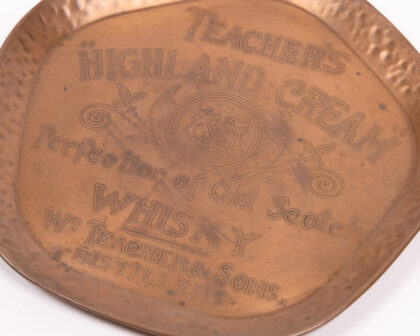 TEACHER'S
"HIGHLAND CREAM"
Perfection of Old Scotch
WHISKY
Wm TEACHER & SONS,
DISTILLERS